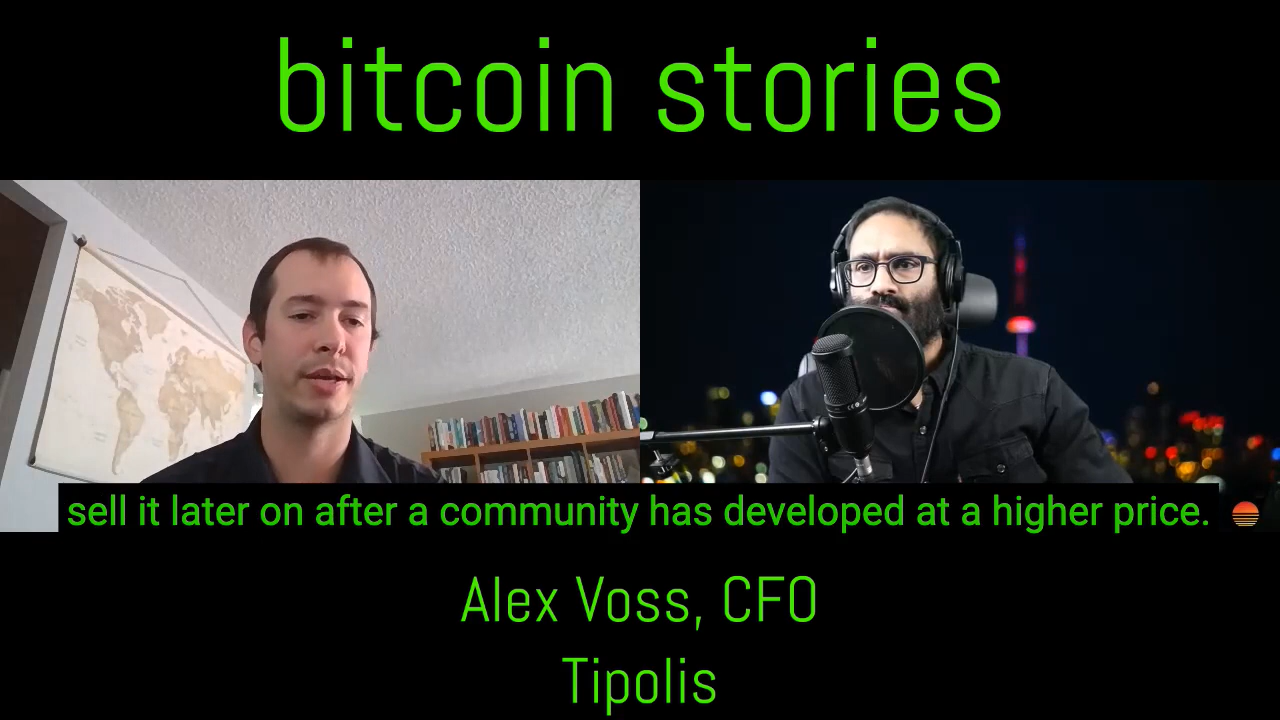 bitcoin stories
sell it later on after a community has developed at a higher price.
Alex Voss, CFO
Tipolis